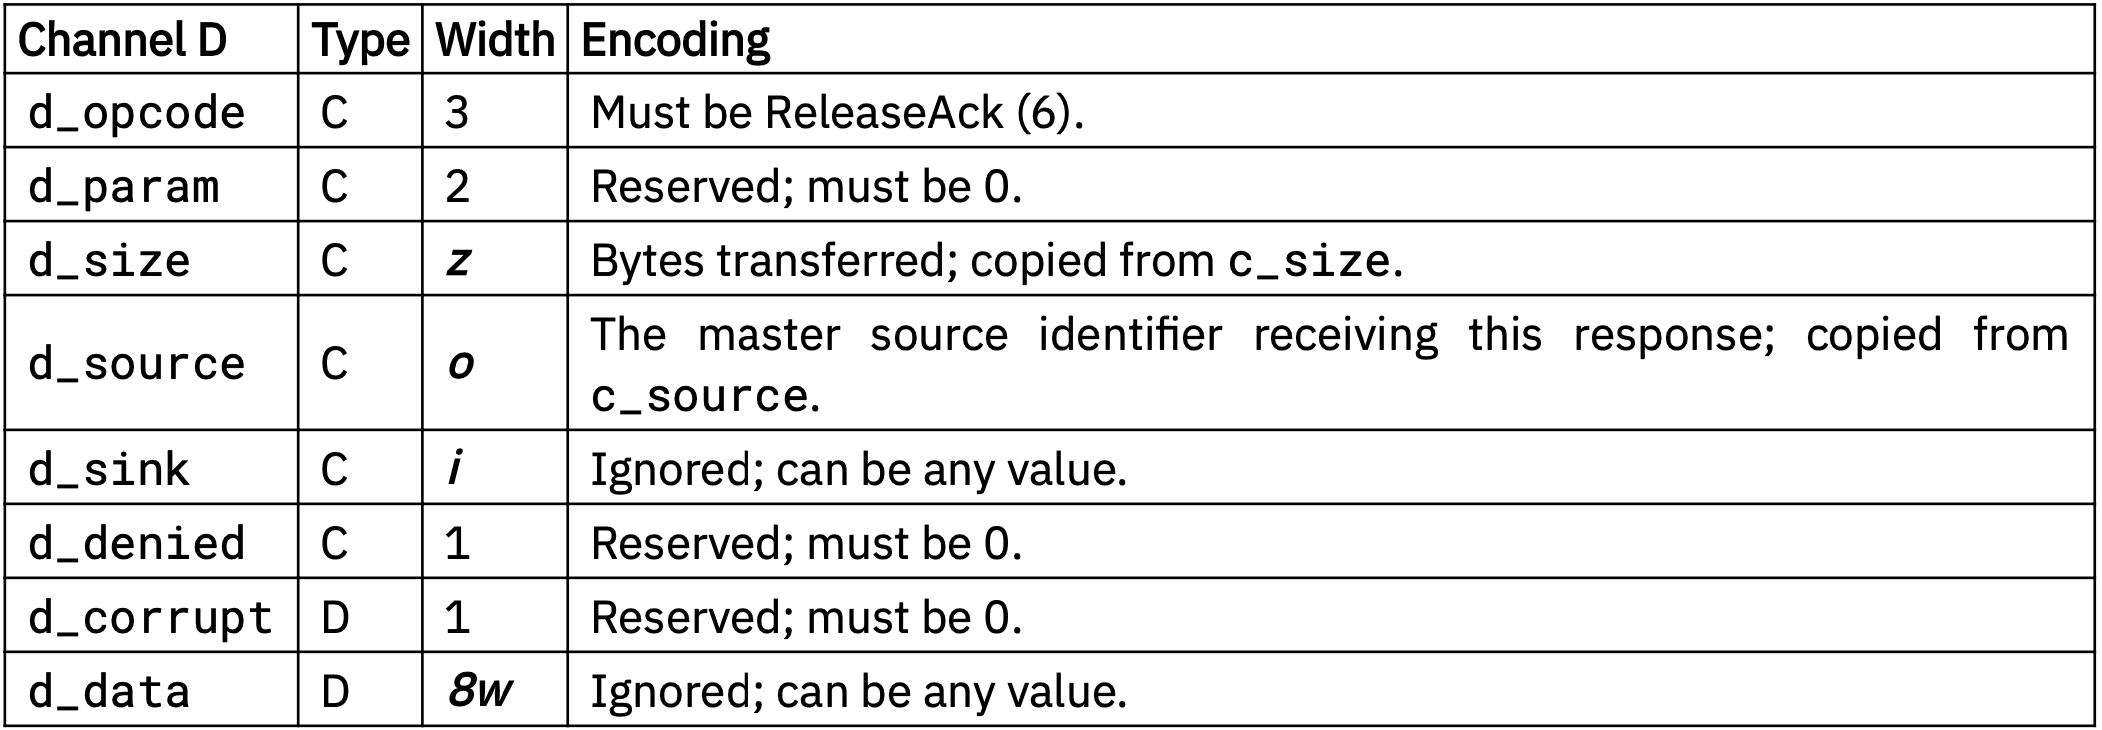 Channel D Type Width Encoding
d_opcode C 3 Must be ReleaseAck (6).
d_param C 2 Reserved; must be 0.
d_size C z Bytes transferred; copied from c_size.
d_source C o The master source identifier receiving this response; copied from
c_source.
d_sink C i Ignored; can be any value.
d_denied C 1 Reserved; must be 0.
d_corrupt D 1 Reserved; must be 0.
d_data D 8w Ignored; can be any value.